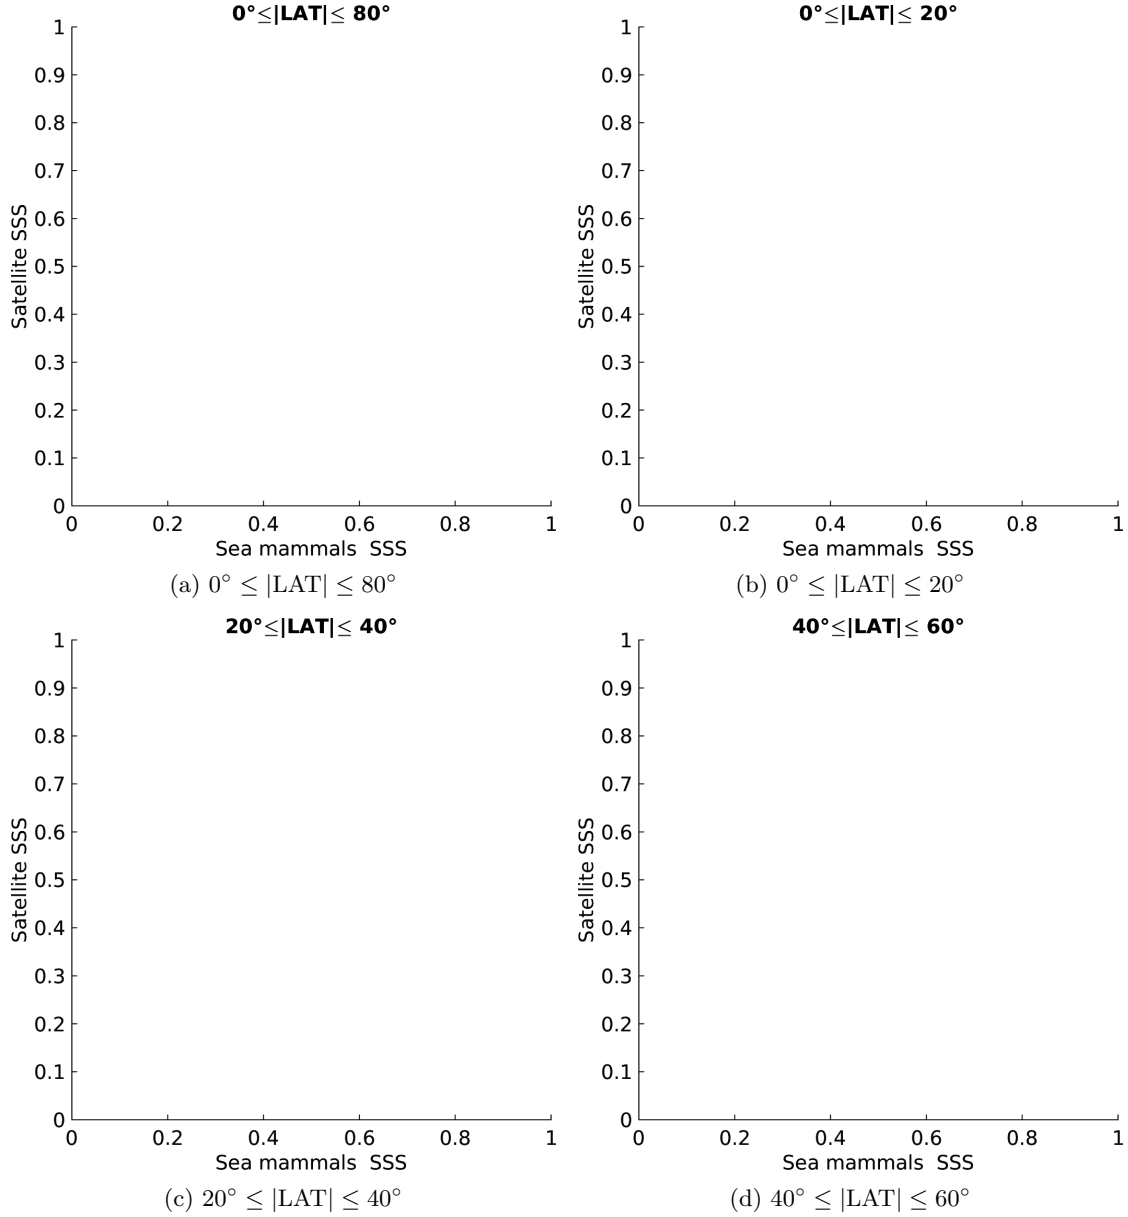 0°≤|LAT|≤ 80°
1
0.9
0.8
0.7
0.6
0.5
0.4
0.3
0.2
0.1
0
Satellite SSS
0 0.2 0.4 0.6 0.8 1
Sea mammals  SSS
(a) 0° ≤ |LAT| ≤ 80°
0°≤|LAT|≤ 20°
1
0.9
0.8
0.7
0.6
0.5
0.4
0.3
0.2
0.1
0
Satellite SSS
0 0.2 0.4 0.6 0.8 1
Sea mammals  SSS
(b) 0° ≤ |LAT| ≤ 20°
20°≤|LAT|≤ 40°
1
0.9
0.8
0.7
0.6
0.5
0.4
0.3
0.2
0.1
0
Satellite SSS
0 0.2 0.4 0.6 0.8 1
Sea mammals  SSS
(c) 20° ≤ |LAT| ≤ 40°
40°≤|LAT|≤ 60°
1
0.9
0.8
0.7
0.6
0.5
0.4
0.3
0.2
0.1
0
Satellite SSS
0 0.2 0.4 0.6 0.8 1
Sea mammals  SSS
(d) 40° ≤ |LAT| ≤ 60°